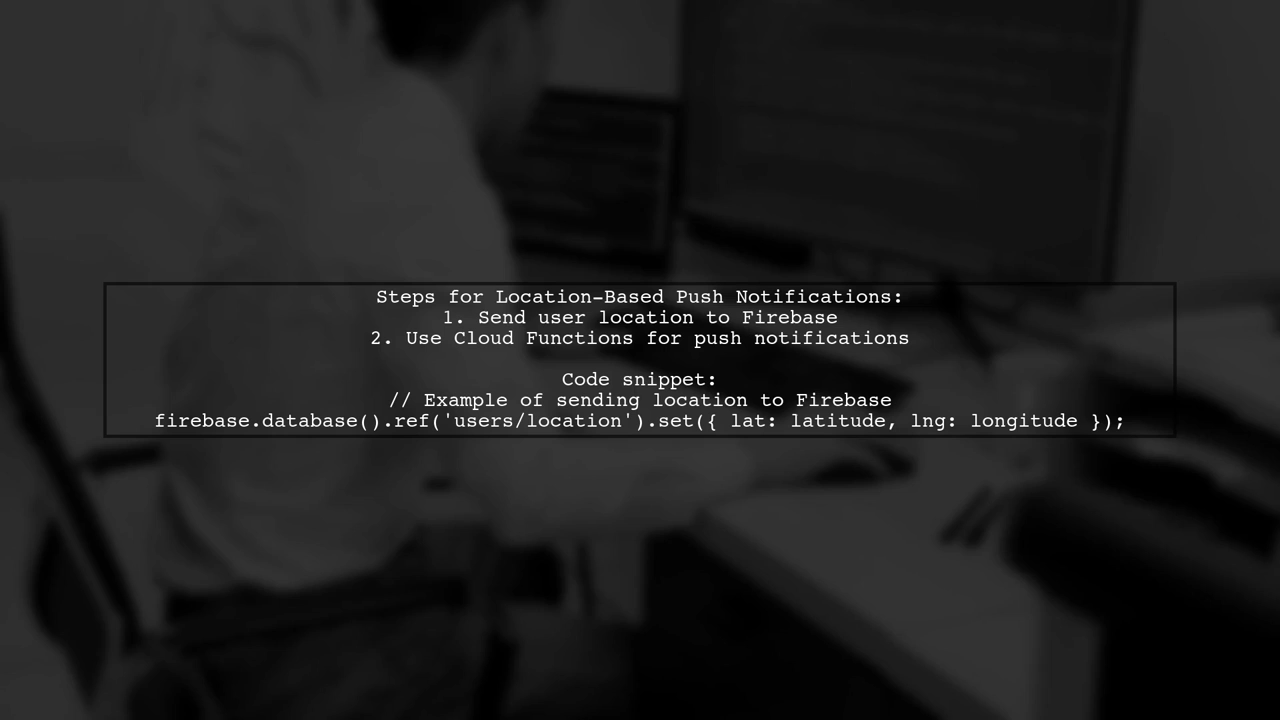 Steps for Location-Based Push Notifications:
1. Send user location to Firebase
2. Use Cloud Functions for push notifications
Code snippet:
// Example of sending location to Firebase
firebase.database().ref('users/location').set({ lat: latitude, lng: longitude });